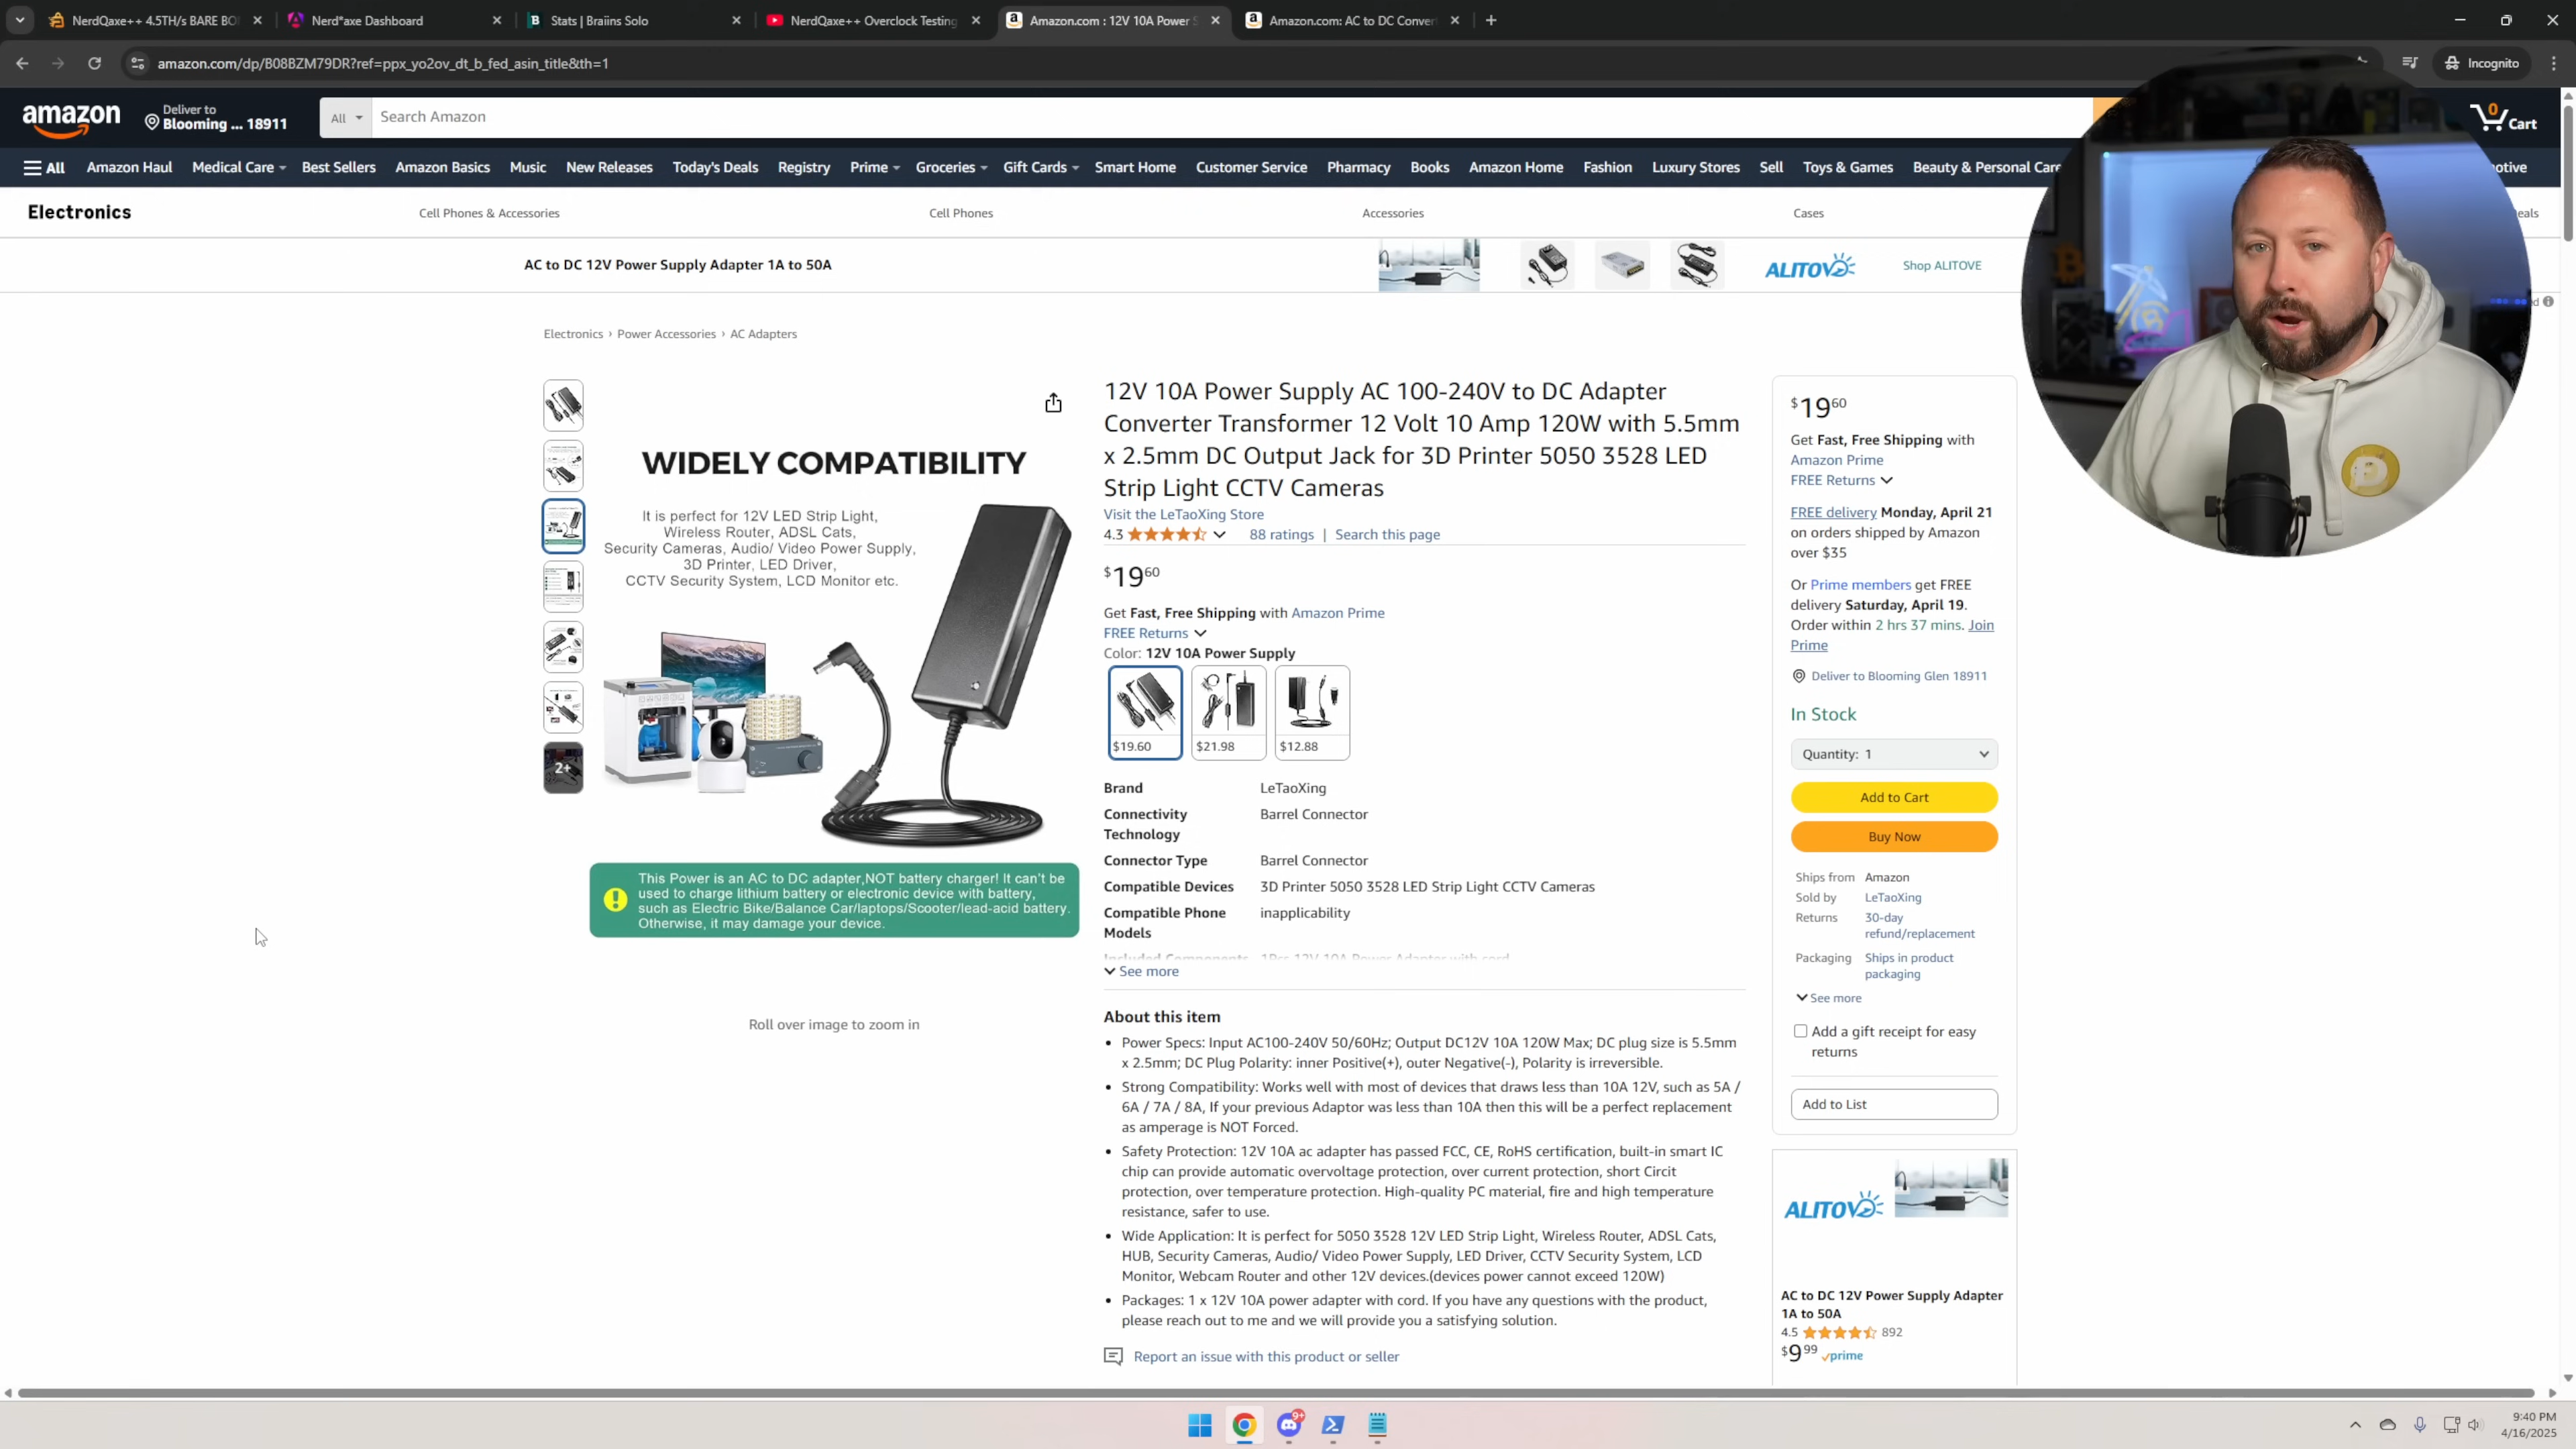 NerdQaxe++ 4.5TH/s BARE BO
Nerd*axe Dashboard
Stats | Braiins Solo
NerdQaxe++ Overclock Testing
Amazon.com : 12V 10A Power S
Amazon.com: AC to DC Conver
amazon.com/dp/B08BZM79DR?ref=ppx_yo2ov_dt_b_fed_asin_title&th=1
Incognito
amazon
Deliver to
Blooming ... 18911
All
Search Amazon
0
Cart
All
Amazon Haul
Medical Care
Best Sellers
Amazon Basics
Music
New Releases
Today's Deals
Registry
Prime
Groceries
Gift Cards
Smart Home
Customer Service
Pharmacy
Books
Amazon Home
Fashion
Luxury Stores
Sell
Toys & Games
Beauty & Personal Care
otive
Electronics
Cell Phones & Accessories
Cell Phones
Accessories
Cases
eals
AC to DC 12V Power Supply Adapter 1A to 50A
ALITOVE
Shop ALITOVE
Electronics › Power Accessories › AC Adapters
2+
WIDELY COMPATIBILITY
It is perfect for 12V LED Strip Light,
Wireless Router, ADSL Cats,
Security Cameras, Audio/ Video Power Supply,
3D Printer, LED Driver,
CCTV Security System, LCD Monitor etc.
This Power is an AC to DC adapter,NOT battery charger! It can't be
used to charge lithium battery or electronic device with battery,
such as Electric Bike/Balance Car/laptops/Scooter/lead-acid battery.
Otherwise, it may damage your device.
Roll over image to zoom in
12V 10A Power Supply AC 100-240V to DC Adapter
Converter Transformer 12 Volt 10 Amp 120W with 5.5mm
x 2.5mm DC Output Jack for 3D Printer 5050 3528 LED
Strip Light CCTV Cameras
Visit the LeTaoXing Store
4.3
88 ratings | Search this page
$19 60
Get Fast, Free Shipping with Amazon Prime
FREE Returns
Color: 12V 10A Power Supply
$19.60
$21.98
$12.88
Brand LeTaoXing
Connectivity Technology Barrel Connector
Connector Type Barrel Connector
Compatible Devices 3D Printer 5050 3528 LED Strip Light CCTV Cameras
Compatible Phone Models inapplicability
Included Components 1Pcs 12V 10A Power Adapter with cord
See more
About this item
• Power Specs: Input AC100-240V 50/60Hz; Output DC12V 10A 120W Max; DC plug size is 5.5mm
x 2.5mm; DC Plug Polarity: inner Positive(+), outer Negative(-), Polarity is irreversible.
• Strong Compatibility: Works well with most of devices that draws less than 10A 12V, such as 5A /
6A / 7A / 8A, If your previous Adaptor was less than 10A then this will be a perfect replacement
as amperage is NOT Forced.
• Safety Protection: 12V 10A ac adapter has passed FCC, CE, RoHS certification, built-in smart IC
chip can provide automatic overvoltage protection, over current protection, short Circit
protection, over temperature protection. High-quality PC material, fire and high temperature
resistance, safer to use.
• Wide Application: It is perfect for 5050 3528 12V LED Strip Light, Wireless Router, ADSL Cats,
HUB, Security Cameras, Audio/ Video Power Supply, LED Driver, CCTV Security System, LCD
Monitor, Webcam Router and other 12V devices.(devices power cannot exceed 120W)
• Packages: 1 x 12V 10A power adapter with cord. If you have any questions with the product,
please reach out to me and we will provide you a satisfying solution.
Report an issue with this product or seller
$19 60
Get Fast, Free Shipping with
Amazon Prime
FREE Returns
FREE delivery Monday, April 21
on orders shipped by Amazon
over $35
Or Prime members get FREE
delivery Saturday, April 19.
Order within 2 hrs 37 mins. Join
Prime
Deliver to Blooming Glen 18911
In Stock
Quantity: 1
Add to Cart
Buy Now
Ships from Amazon
Sold by LeTaoXing
Returns 30-day
refund/replacement
Packaging Ships in product
packaging
See more
Add a gift receipt for easy
returns
Add to List
ALITOVE
AC to DC 12V Power Supply Adapter
1A to 50A
4.5 892
$9 99 prime
9+
9:40 PM
4/16/2025